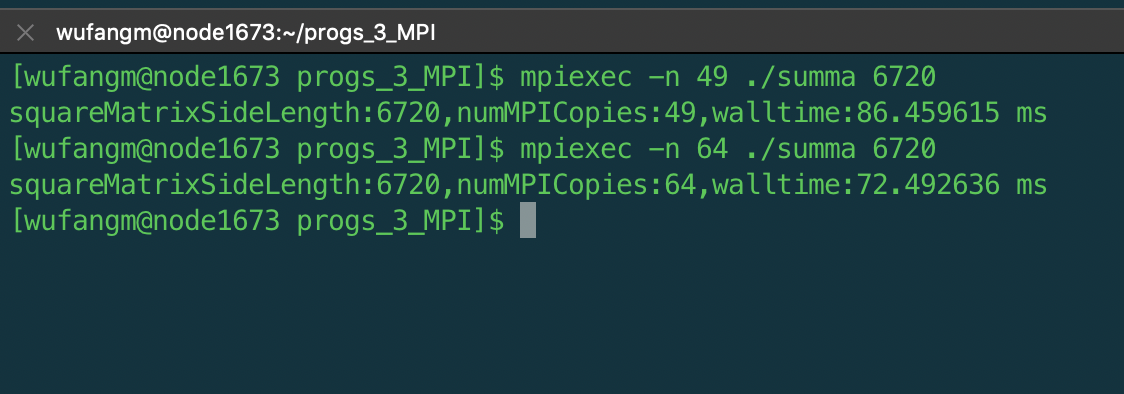 wufangm@node1673:~/progs_3_MPI
[wufangm@node1673 progs_3_MPI]$ mpiexec -n 49 ./summa 6720
squareMatrixSideLength:6720,numMPICopies:49,walltime:86.459615 ms
[wufangm@node1673 progs_3_MPI]$ mpiexec -n 64 ./summa 6720
squareMatrixSideLength:6720,numMPICopies:64,walltime:72.492636 ms
[wufangm@node1673 progs_3_MPI]$